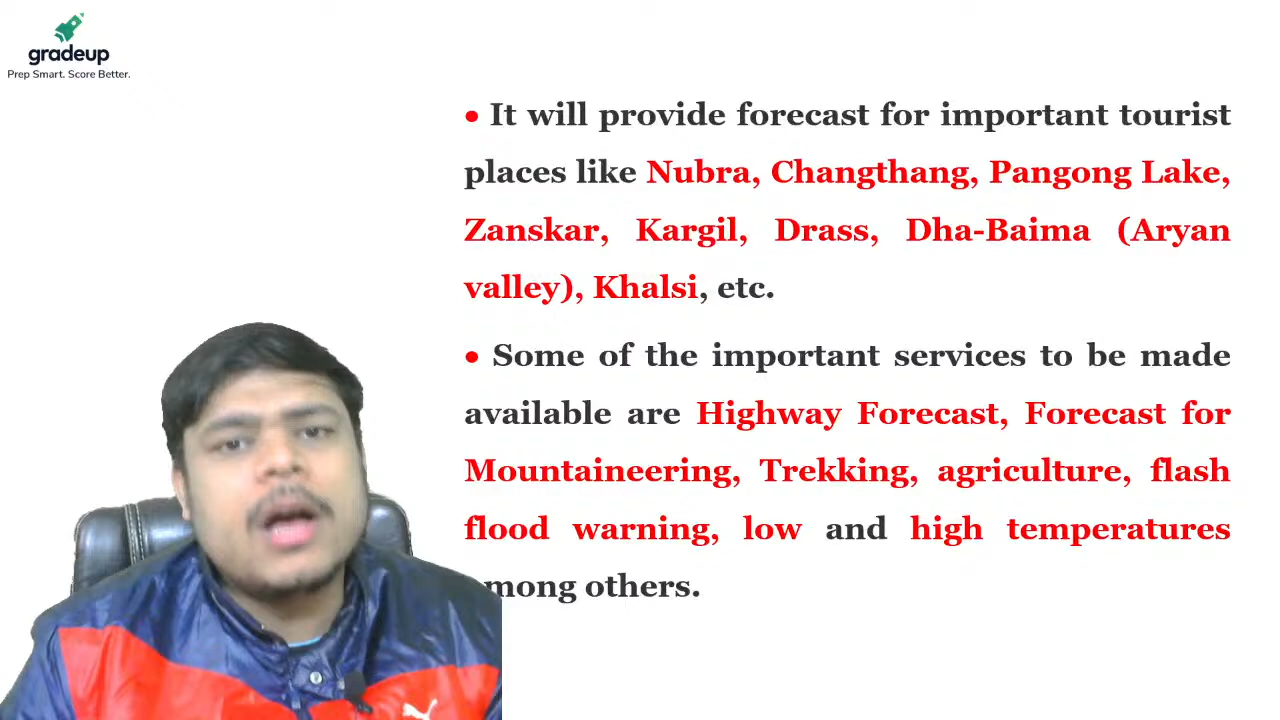 gradeup
Prep Smart. Score Better.
• It will provide forecast for important tourist
places like Nubra, Changthang, Pangong Lake,
Zanskar, Kargil, Drass, Dha-Baima (Aryan
valley), Khalsi, etc.
• Some of the important services to be made
available are Highway Forecast, Forecast for
Mountaineering, Trekking, agriculture, flash
flood warning, low and high temperatures
mong others.